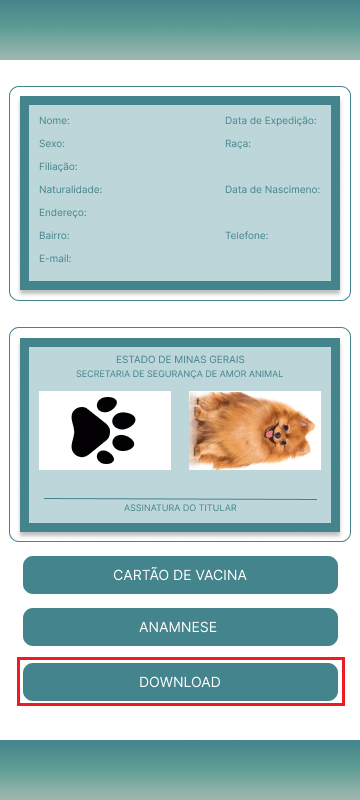 Nome: Data de Expedição:
Sexo: Raça:
Filiação:
Naturalidade: Data de Nascimeno:
Endereço:
Bairro: Telefone:
E-mail:
ESTADO DE MINAS GERAIS
SECRETARIA DE SEGURANÇA DE AMOR ANIMAL
ASSINATURA DO TITULAR
CARTÃO DE VACINA
ANAMNESE
DOWNLOAD